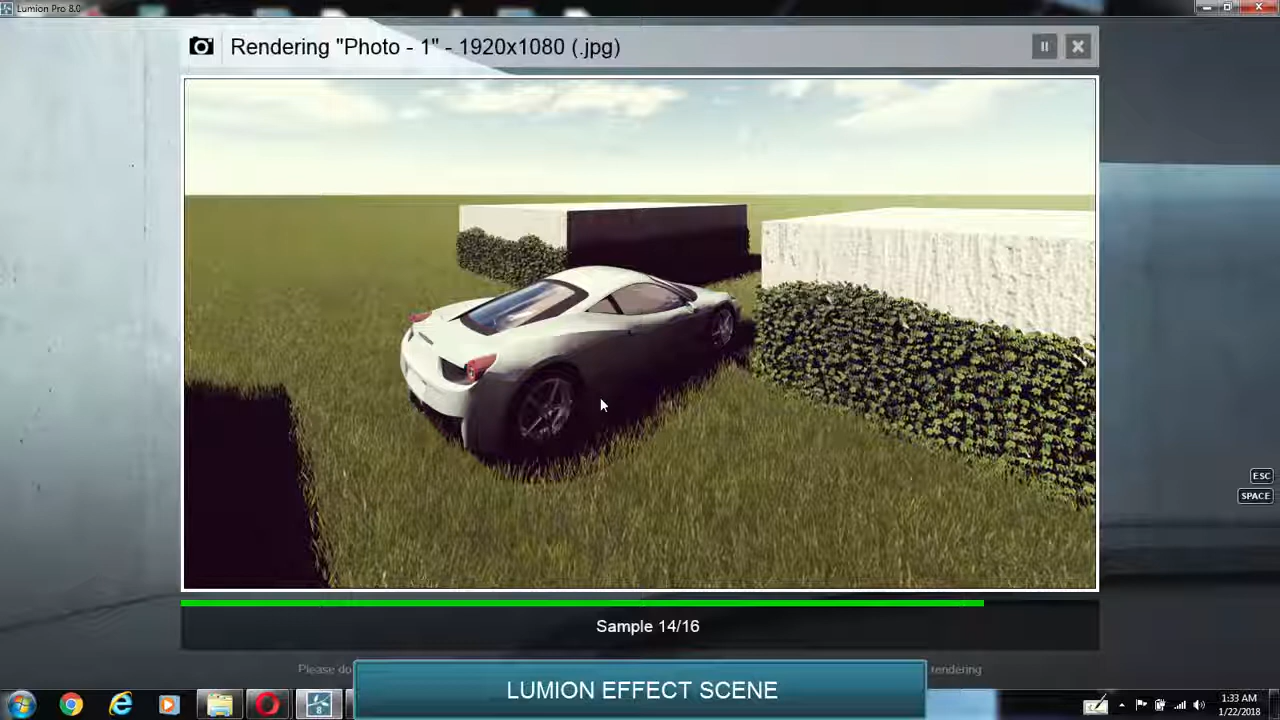 Lumion Pro 8.0
Rendering "Photo - 1" - 1920x1080 (.jpg)
ESC
SPACE
Sample 14/16
Please do
rendering
LUMION EFFECT SCENE
8
1:33 AM
1/22/2018